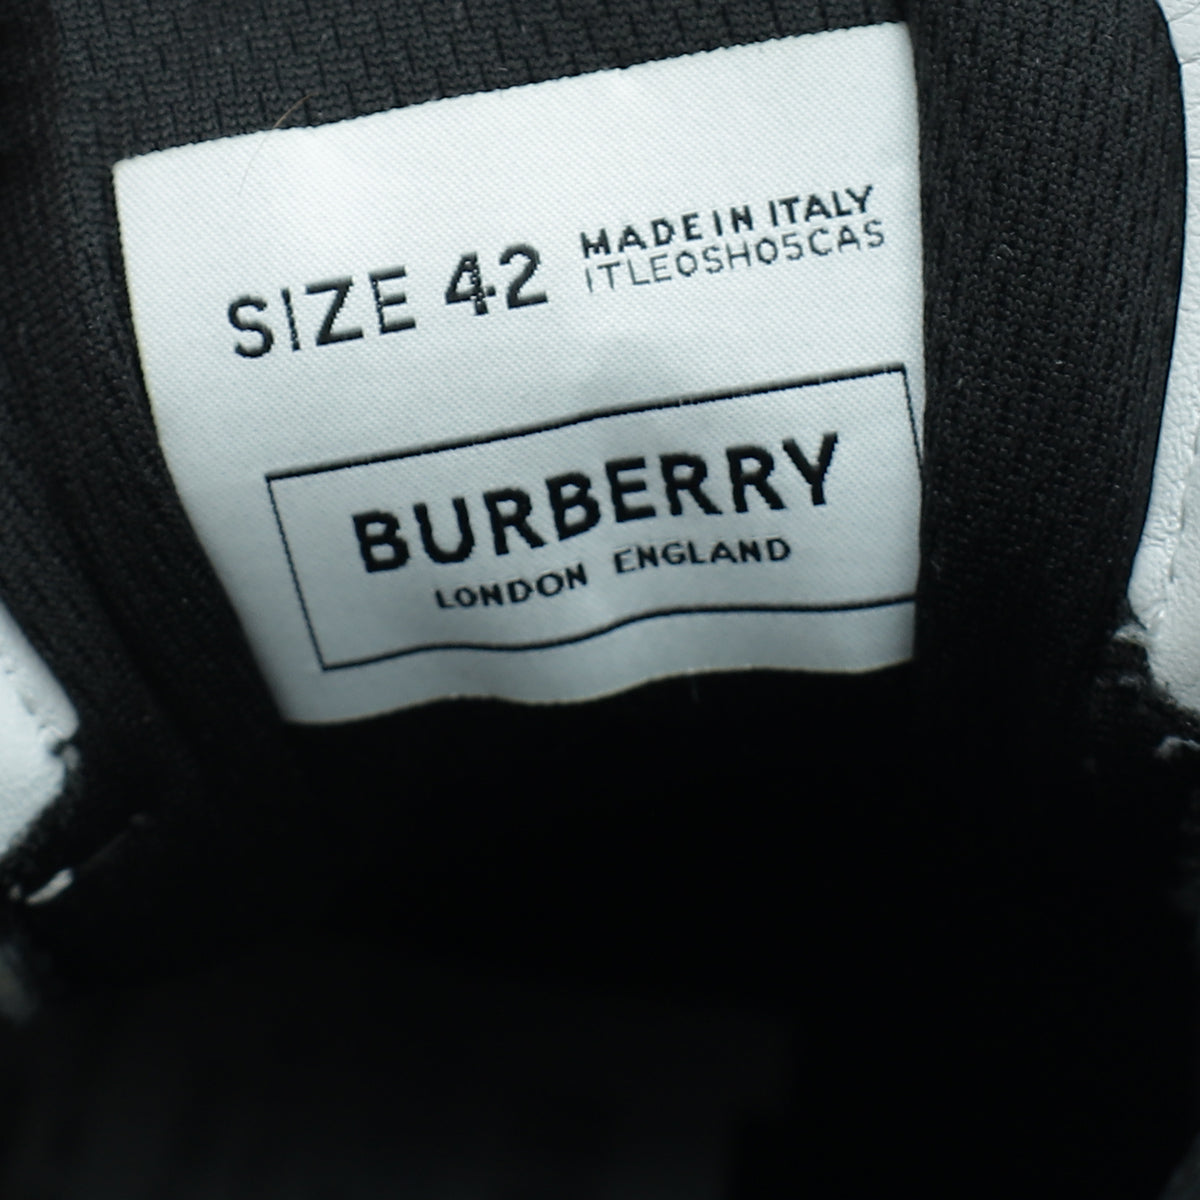 SIZE 42
MADE IN ITALY
ITLEOSHO5CAS
BURBERRY
LONDON ENGLAND